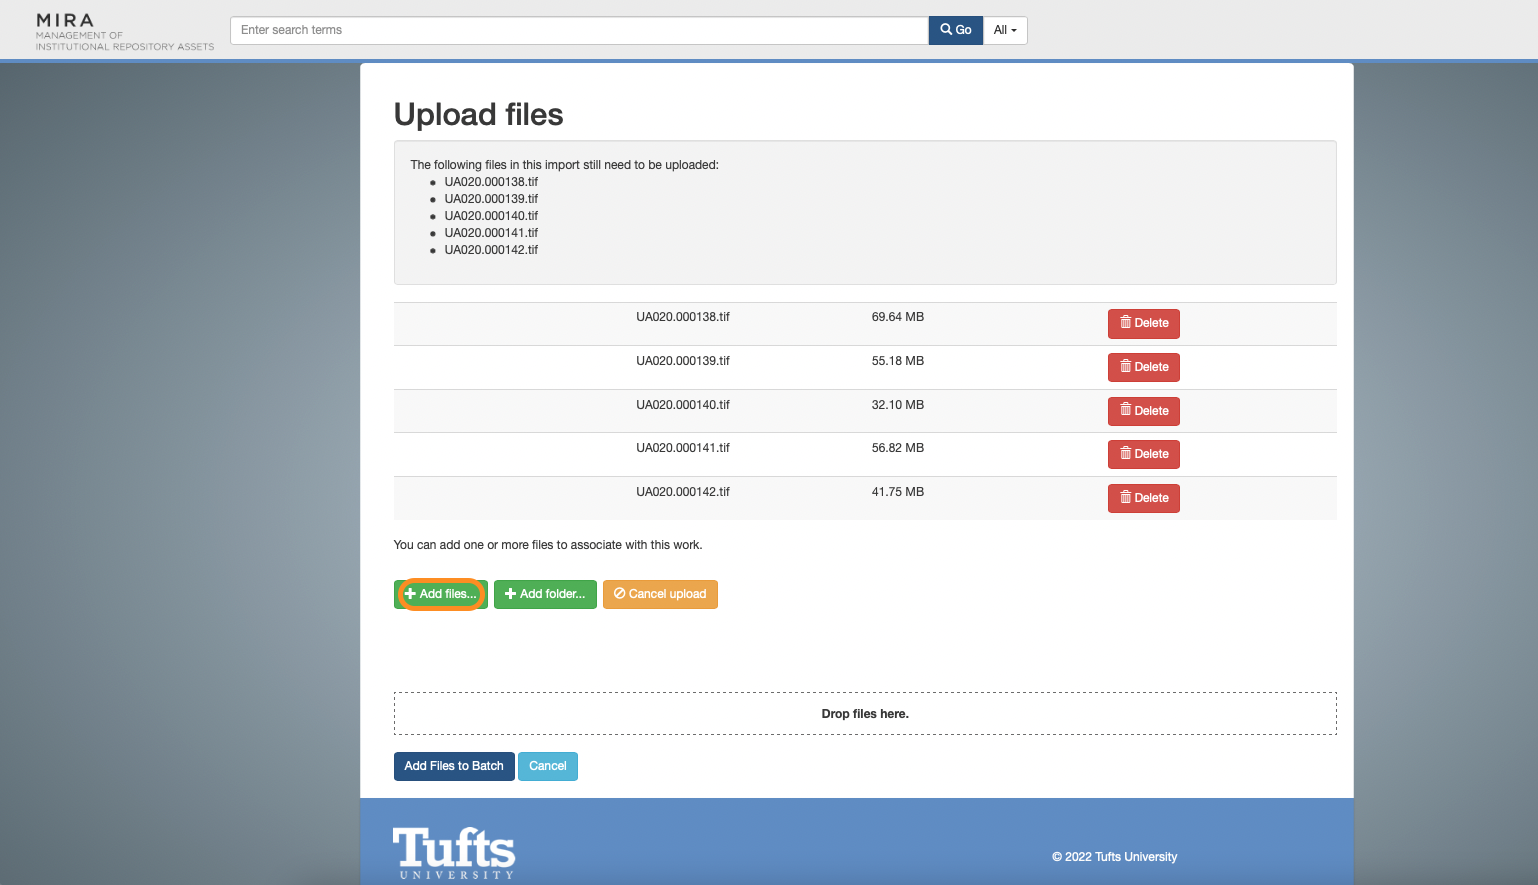 MIRA
MANAGEMENT OF
INSTITUTIONAL REPOSITORY ASSETS
Enter search terms
Go
All
Upload files
The following files in this import still need to be uploaded:
UA020.000138.tif
UA020.000139.tif
UA020.000140.tif
UA020.000141.tif
UA020.000142.tif
UA020.000138.tif 69.64 MB Delete
UA020.000139.tif 55.18 MB Delete
UA020.000140.tif 32.10 MB Delete
UA020.000141.tif 56.82 MB Delete
UA020.000142.tif 41.75 MB Delete
You can add one or more files to associate with this work.
Add files... Add folder... Cancel upload
Drop files here.
Add Files to Batch Cancel
Tufts
UNIVERSITY
© 2022 Tufts University